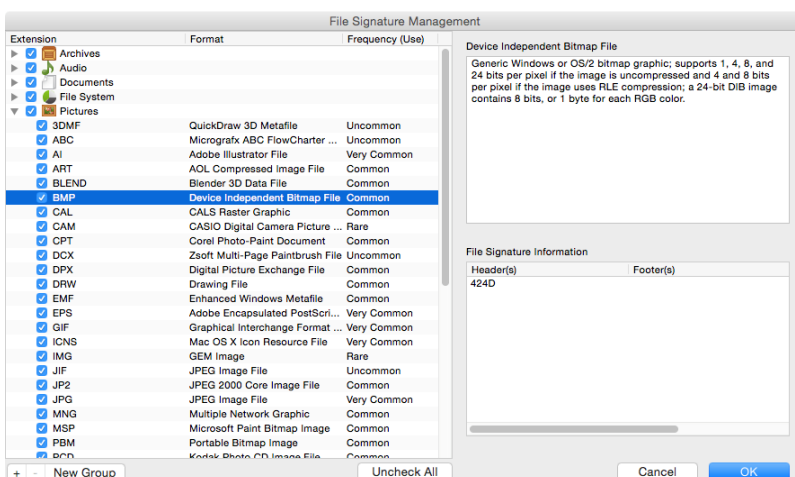 File Signature Management
Extension Format Frequency (Use)
Archives
Audio
Documents
File System
Pictures
3DMF QuickDraw 3D Metafile Uncommon
ABC Micrografx ABC FlowCharter ... Uncommon
AI Adobe Illustrator File Very Common
ART AOL Compressed Image File Common
BLEND Blender 3D Data File Common
BMP Device Independent Bitmap File Common
CAL CALS Raster Graphic Common
CAM CASIO Digital Camera Picture ... Rare
CPT Corel Photo-Paint Document Common
DCX Zsoft Multi-Page Paintbrush File Uncommon
DPX Digital Picture Exchange File Common
DRW Drawing File Common
EMF Enhanced Windows Metafile Common
EPS Adobe Encapsulated PostScri... Very Common
GIF Graphical Interchange Format ... Very Common
ICNS Mac OS X Icon Resource File Very Common
IMG GEM Image Rare
JIF JPEG Image File Uncommon
JP2 JPEG 2000 Core Image File Common
JPG JPEG Image File Very Common
MNG Multiple Network Graphic Common
MSP Microsoft Paint Bitmap Image Common
PBM Portable Bitmap Image Common
PCD Kodak Photo CD Image File Common
+ - New Group Uncheck All
Device Independent Bitmap File
Generic Windows or OS/2 bitmap graphic; supports 1, 4, 8, and
24 bits per pixel if the image is uncompressed and 4 and 8 bits
per pixel if the image uses RLE compression; a 24-bit DIB image
contains 8 bits, or 1 byte for each RGB color.
File Signature Information
Header(s) Footer(s)
424D
Cancel OK